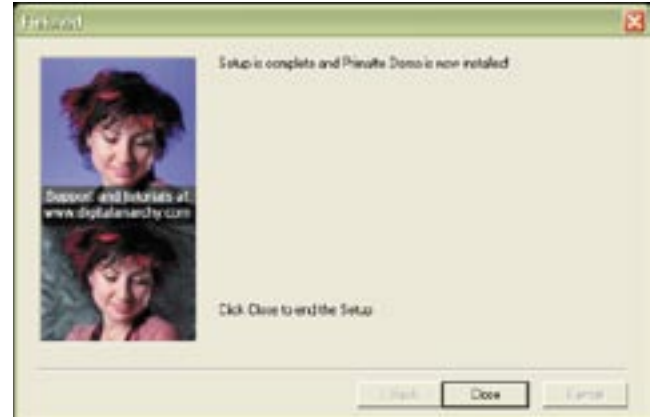 Finished
Setup is complete and Primatte Demo is now installed!
Support and tutorials at
www.digitalanarchy.com
Click Close to end the Setup
< Back
Close
Cancel